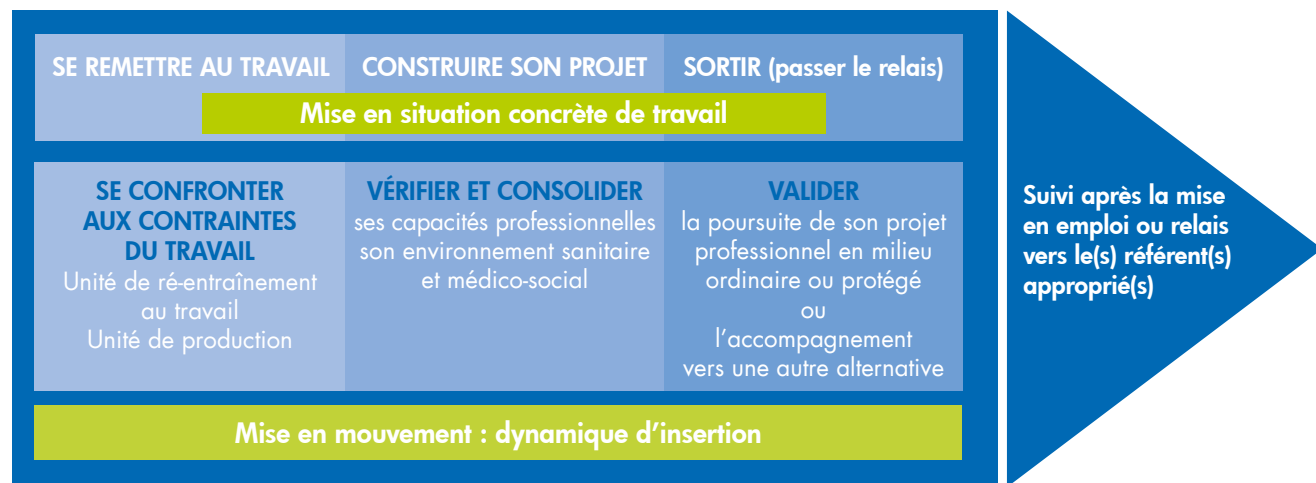 SE REMETTRE AU TRAVAIL
CONSTRUIRE SON PROJET
SORTIR (passer le relais)
Mise en situation concrète de travail
SE CONFRONTER
AUX CONTRAINTES
DU TRAVAIL
Unité de ré-entraînement
au travail
Unité de production
VÉRIFIER ET CONSOLIDER
ses capacités professionnelles
son environnement sanitaire
et médico-social
VALIDER
la poursuite de son projet
professionnel en milieu
ordinaire ou protégé
ou
l’accompagnement
vers une autre alternative
Mise en mouvement : dynamique d’insertion
Suivi après la mise
en emploi ou relais
vers le(s) référent(s)
approprié(s)